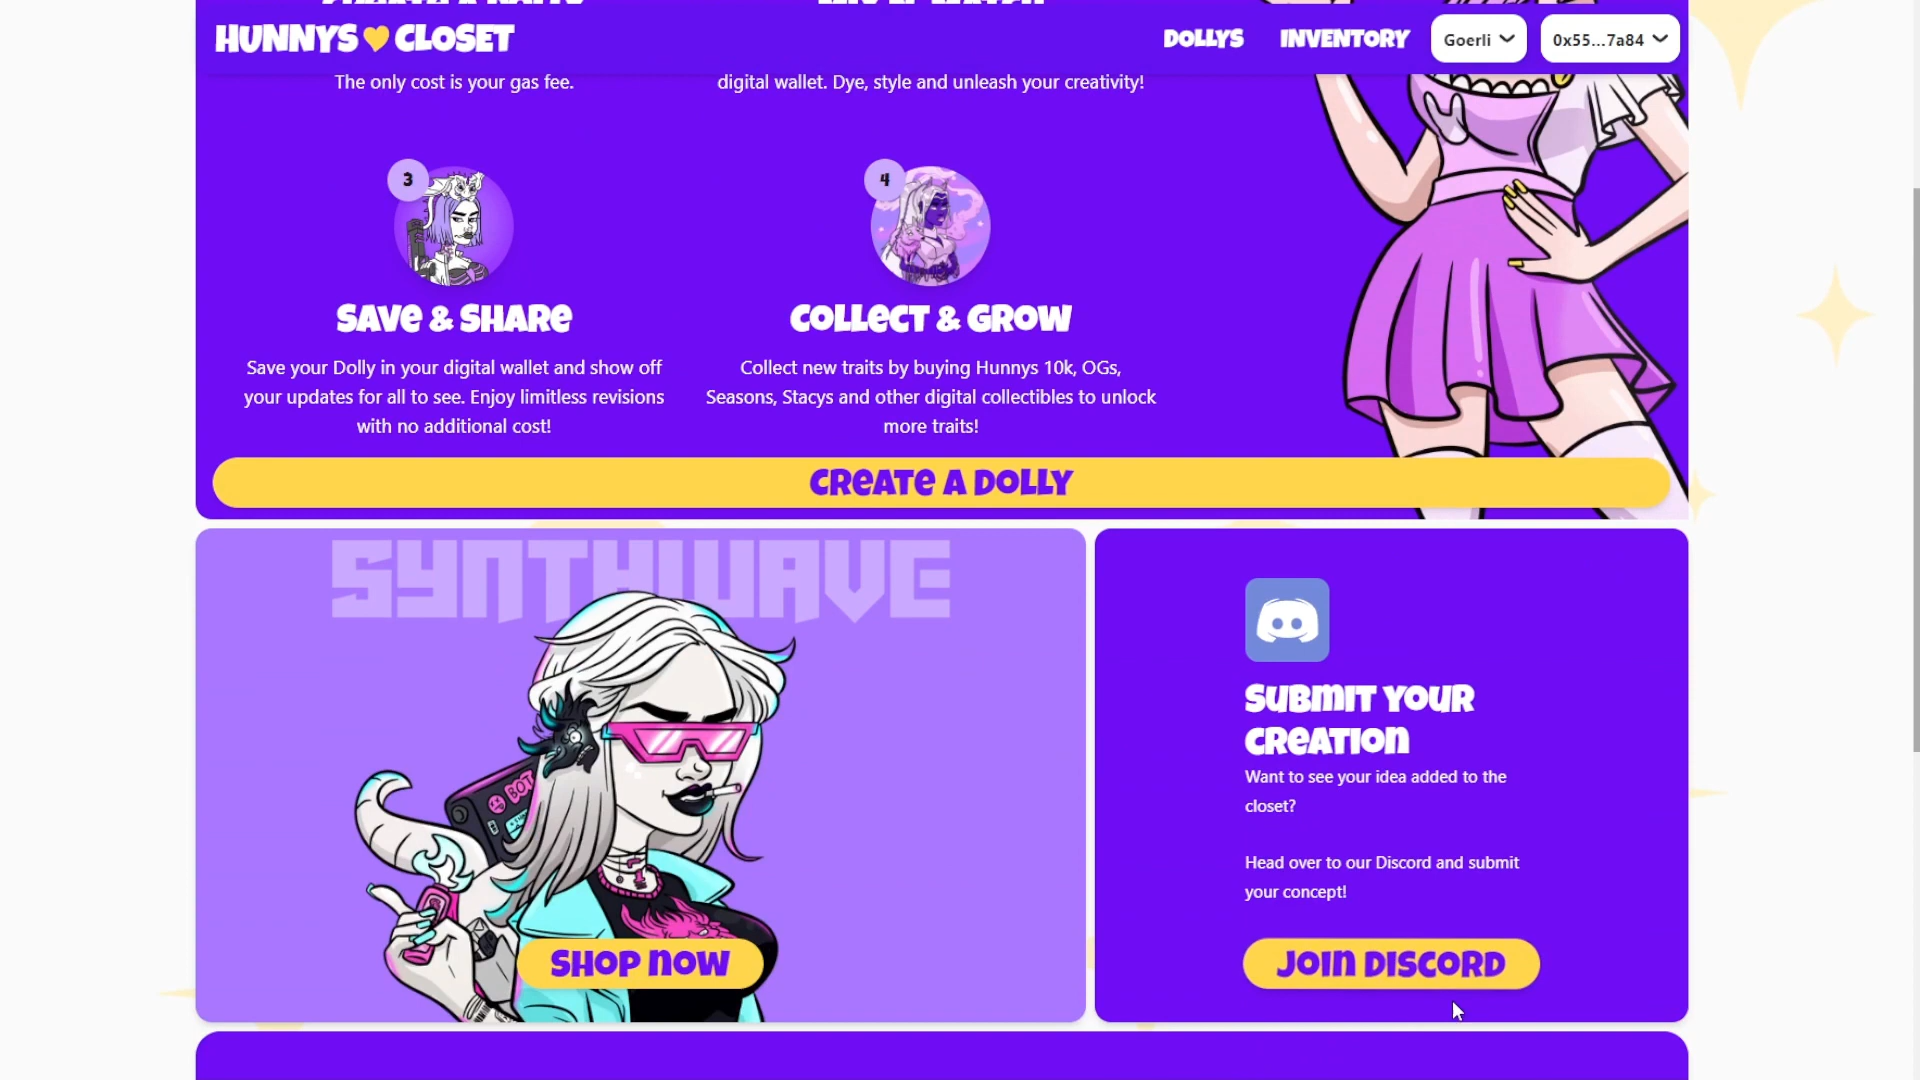 HUNNYS CLOSET
DOLLYS
INVENTORY
Goerli
0x55...7a84
The only cost is your gas fee.
digital wallet. Dye, style and unleash your creativity!
3
4
Save & Share
Collect & Grow
Save your Dolly in your digital wallet and show off
your updates for all to see. Enjoy limitless revisions
with no additional cost!
Collect new traits by buying Hunnys 10k, OGs,
Seasons, Stacys and other digital collectibles to unlock
more traits!
Create a Dolly
SYNTHWAVE
BOT
Shop now
Submit your
creation
Want to see your idea added to the
closet?
Head over to our Discord and submit
your concept!
Join Discord